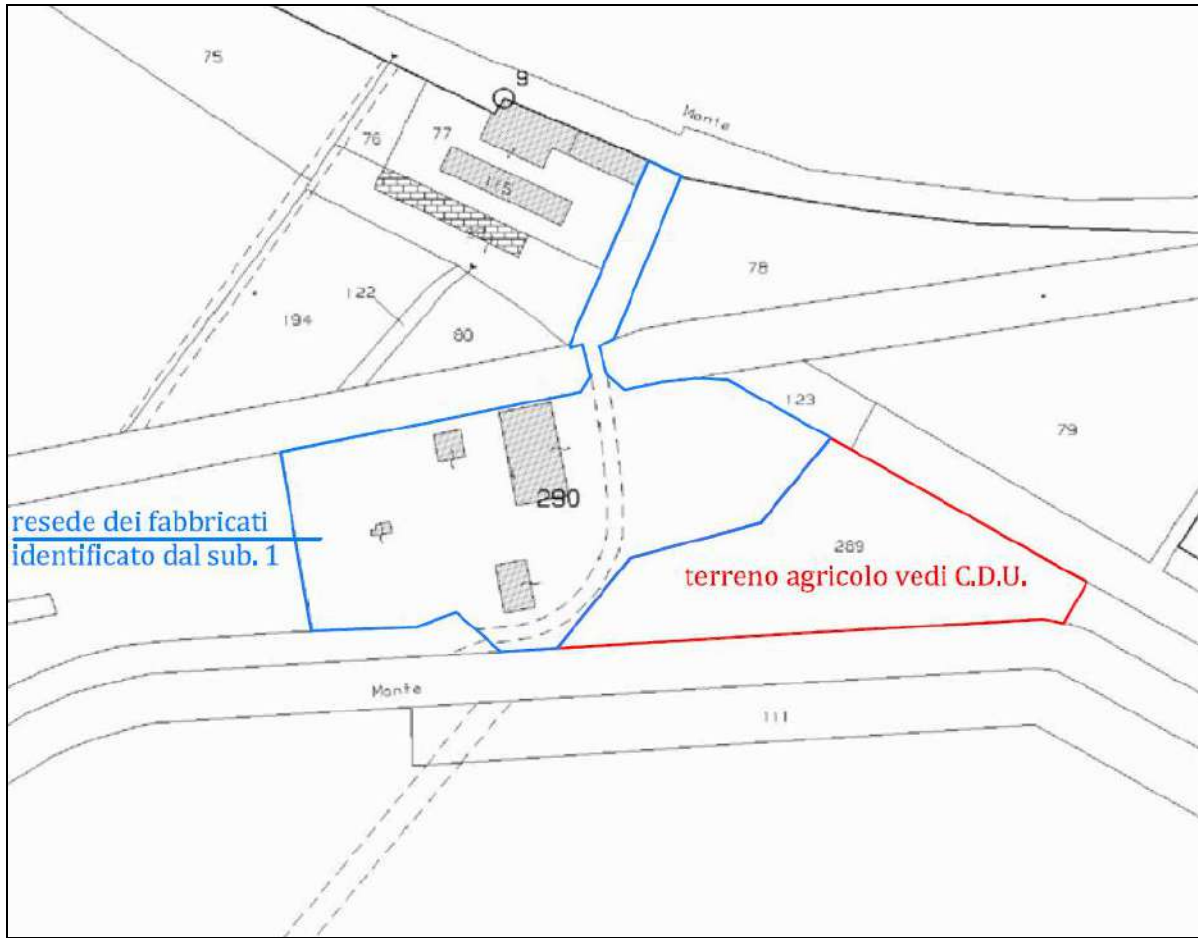 9
75
Monte
76
77
115
78
122
194
80
123
79
290
resede dei fabbricati
identificato dal sub. 1
289
terreno agricolo vedi C.D.U.
Monte
111